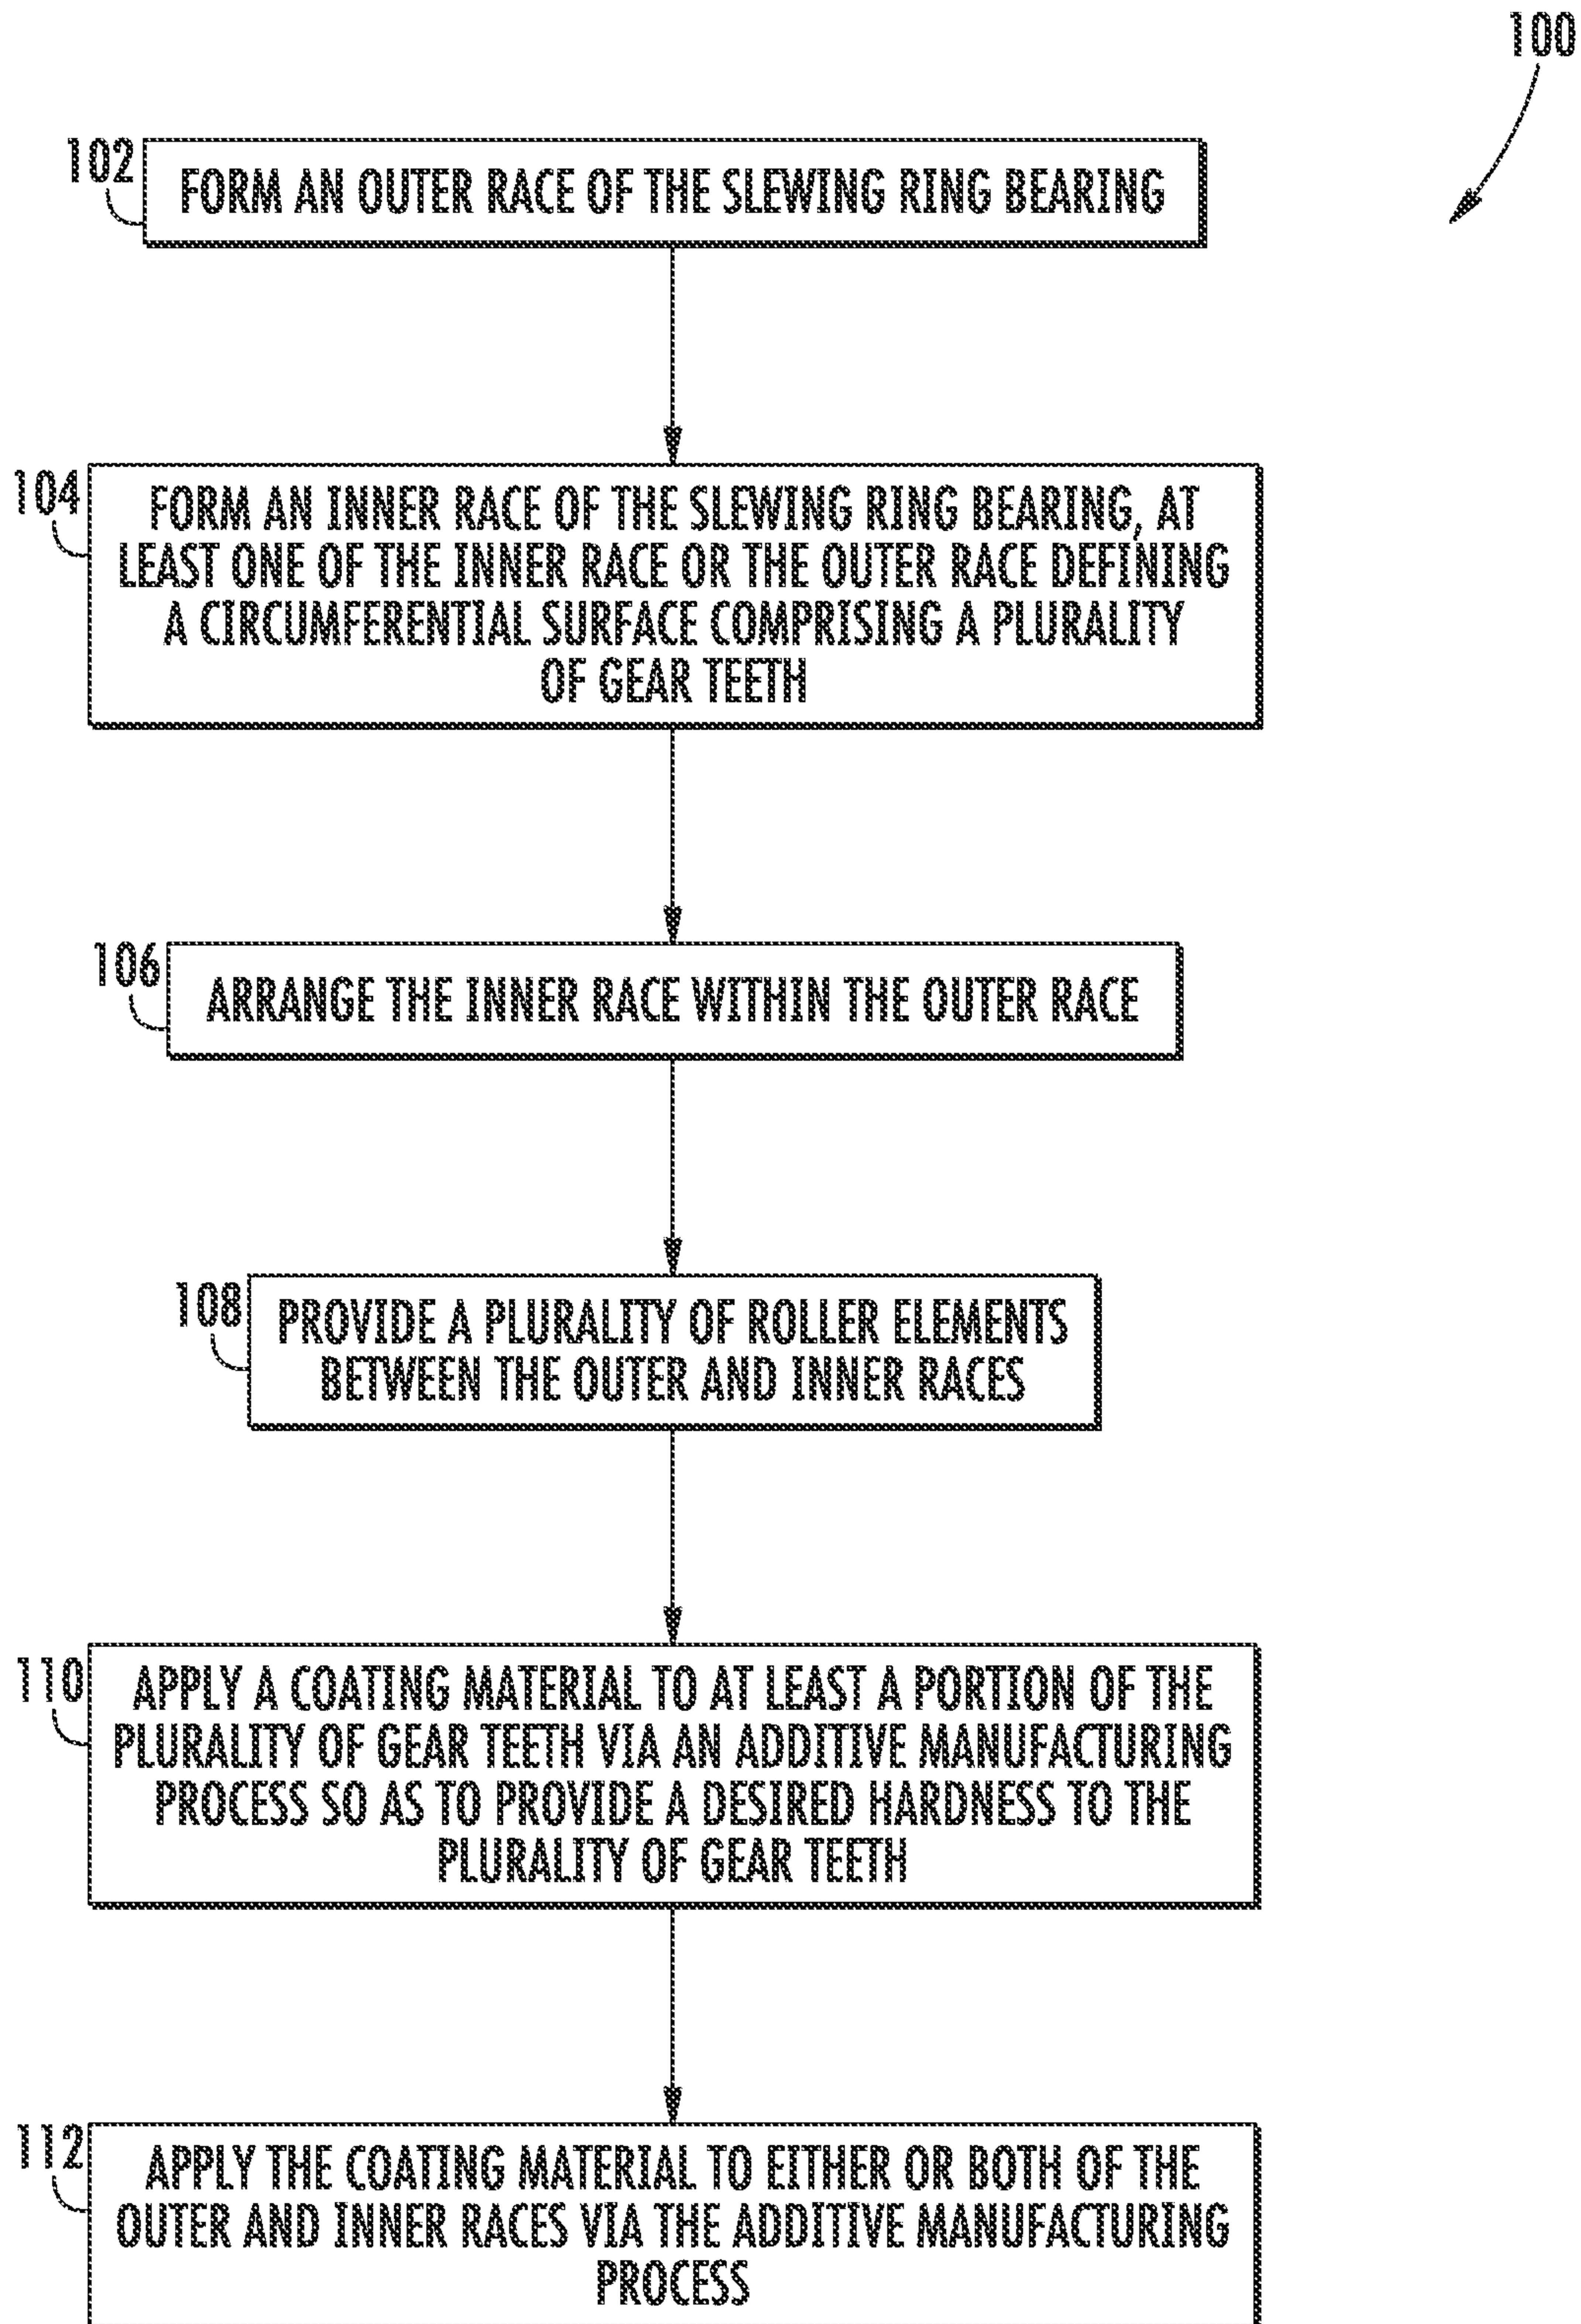 100
102
FORM AN OUTER RACE OF THE SLEWING RING BEARING
104
FORM AN INNER RACE OF THE SLEWING RING BEARING, AT
LEAST ONE OF THE INNER RACE OR THE OUTER RACE DEFINING
A CIRCUMFERENTIAL SURFACE COMPRISING A PLURALITY
OF GEAR TEETH
106
ARRANGE THE INNER RACE WITHIN THE OUTER RACE
108
PROVIDE A PLURALITY OF ROLLER ELEMENTS
BETWEEN THE OUTER AND INNER RACES
110
APPLY A COATING MATERIAL TO AT LEAST A PORTION OF THE
PLURALITY OF GEAR TEETH VIA AN ADDITIVE MANUFACTURING
PROCESS SO AS TO PROVIDE A DESIRED HARDNESS TO THE
PLURALITY OF GEAR TEETH
112
APPLY THE COATING MATERIAL TO EITHER OR BOTH OF THE
OUTER AND INNER RACES VIA THE ADDITIVE MANUFACTURING
PROCESS